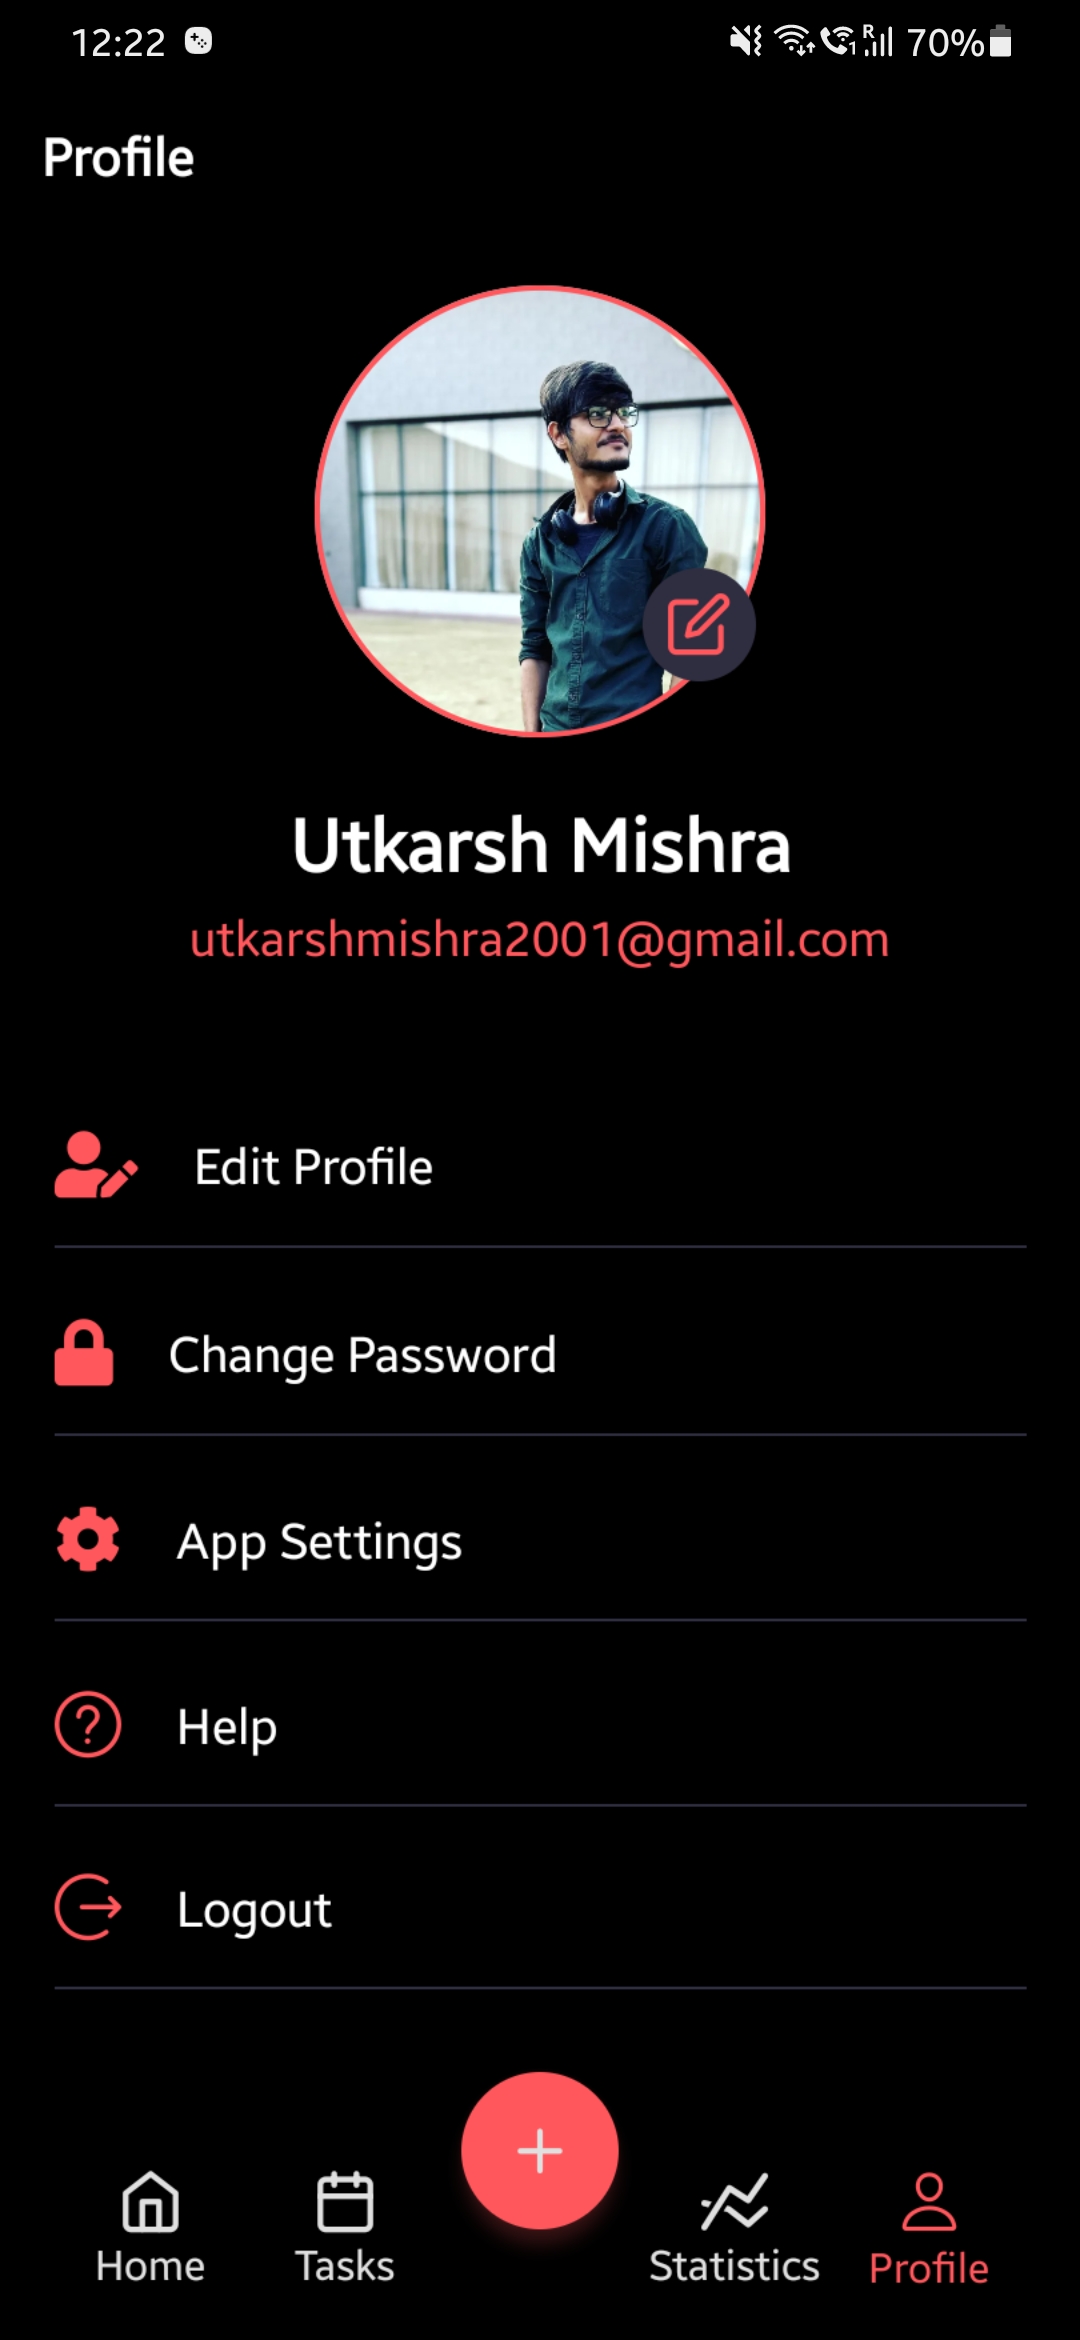 12:22 R 1 70%
Profile
Utkarsh Mishra
utkarshmishra2001@gmail.com
Edit Profile
Change Password
App Settings
Help
Logout
Home Tasks Statistics Profile